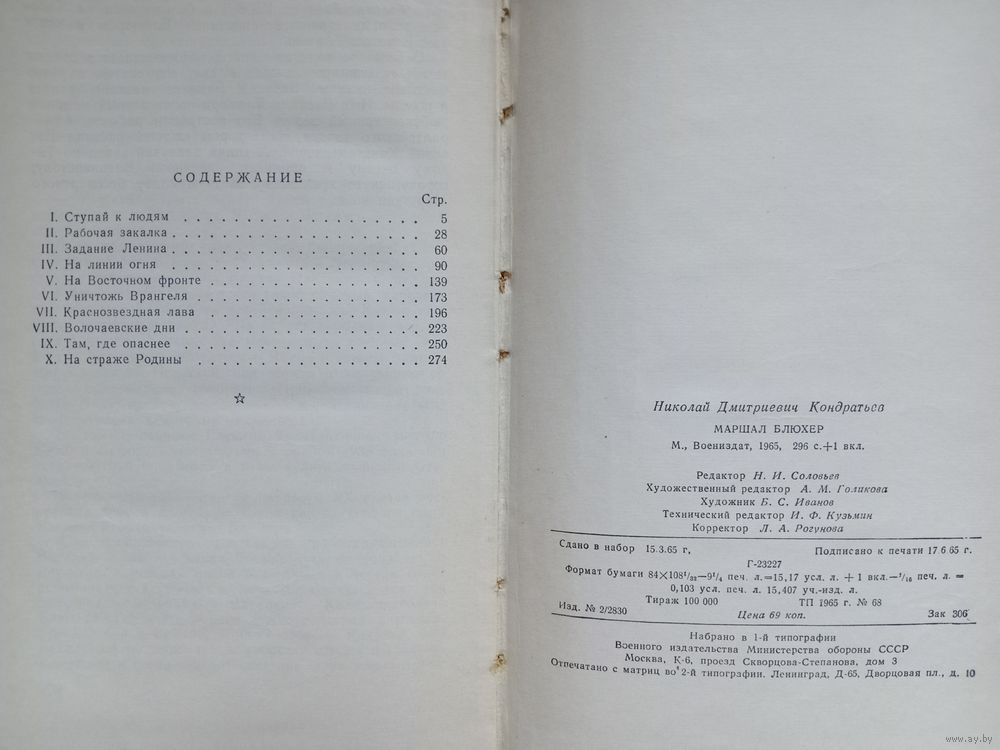 СОДЕРЖАНИЕ
Стр.
I. Ступай к людям . . . . . . . . . . . . . . . . . . . 5
II. Рабочая закалка . . . . . . . . . . . . . . . . . . . . 28
III. Задание Ленина . . . . . . . . . . . . . . . . . . . . 60
IV. На линии огня . . . . . . . . . . . . . . . . . . . . 90
V. На Восточном фронте . . . . . . . . . . . . . . . . . 139
VI. Уничтожь Врангеля . . . . . . . . . . . . . . . . . . 173
VII. Краснозвездная лава . . . . . . . . . . . . . . . . . 196
VIII. Волочаевские дни . . . . . . . . . . . . . . . . . . . 223
IX. Там, где опаснее . . . . . . . . . . . . . . . . . . . 250
X. На страже Родины . . . . . . . . . . . . . . . . . . 274
Николай Дмитриевич Кондратьев
МАРШАЛ БЛЮХЕР
М., Воениздат, 1965, 296 с.+1 вкл.
Редактор Н. И. Соловьев
Художественный редактор А. М. Голикова
Художник Б. С. Иванов
Технический редактор И. Ф. Кузьмин
Корректор Л. А. Рогунова
Сдано в набор 15.3.65 г, Подписано к печати 17.6 65 г.
Г-23227
Формат бумаги 84×108¹/₃₂—9¹/₄ печ. л.=15,17 усл. л. + 1 вкл.—¹/₁₆ печ. л. =
0,103 усл. печ. л. 15,407 уч.-изд. л.
Тираж 100 000 ТП 1965 г. № 68
Изд. № 2/2830 Цена 69 коп. Зак 306
Набрано в 1-й типографии
Военного издательства Министерства обороны СССР
Москва, К-6, проезд Скворцова-Степанова, дом 3
Отпечатано с матриц во 2-й типографии. Ленинград, Д-65, Дворцовая пл., д. 10
www.ay.by